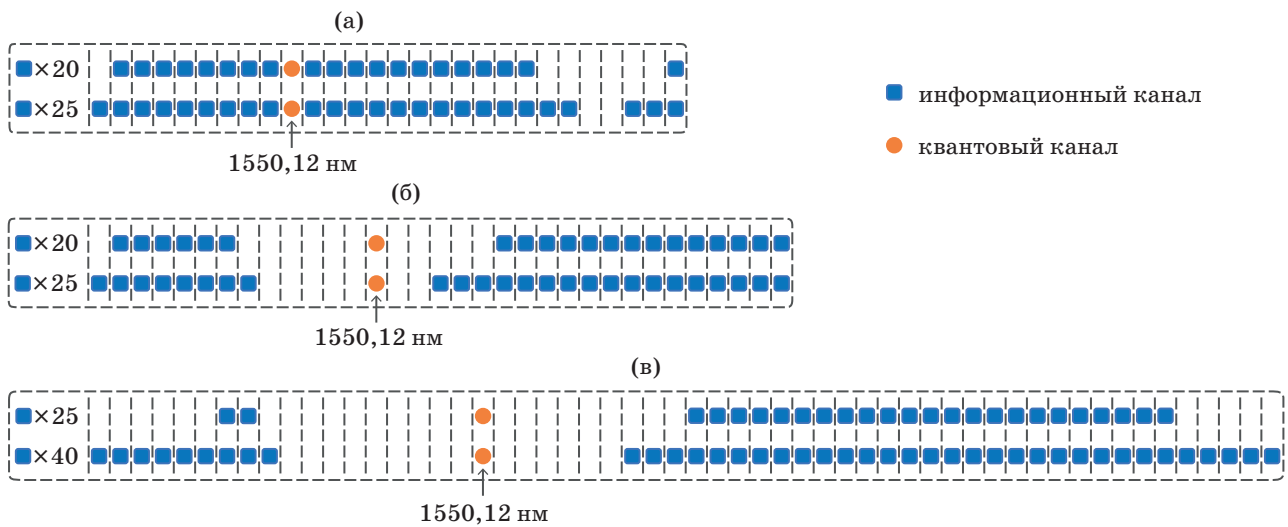 (а)
×20
×25
1550,12 нм
информационный канал
квантовый канал
(б)
×20
×25
1550,12 нм
(в)
×25
×40
1550,12 нм